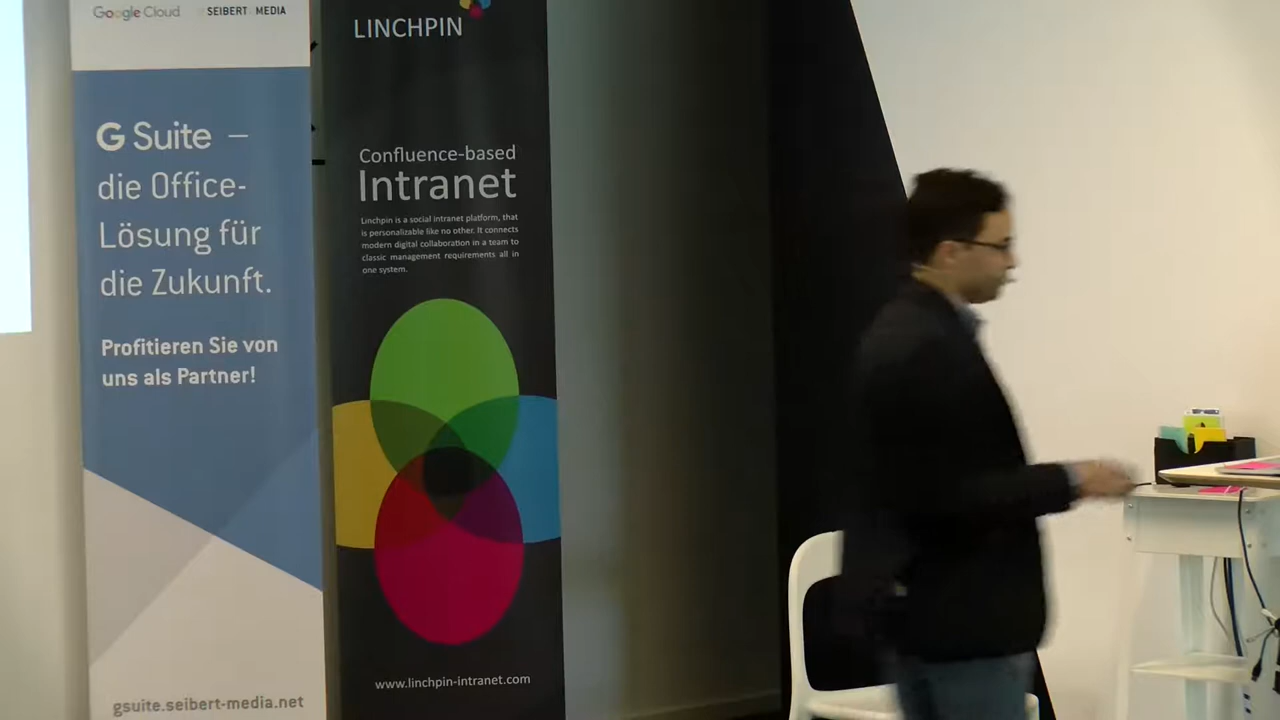 Google Cloud
SEIBERT MEDIA
G Suite –
die Office-
Lösung für
die Zukunft.
Profitieren Sie von
uns als Partner!
gsuite.seibert-media.net
LINCHPIN
Confluence-based
Intranet
Linchpin is a social intranet platform, that
is personalizable like no other. It connects
modern digital collaboration in a team to
classic management requirements all in
one system.
www.linchpin-intranet.com